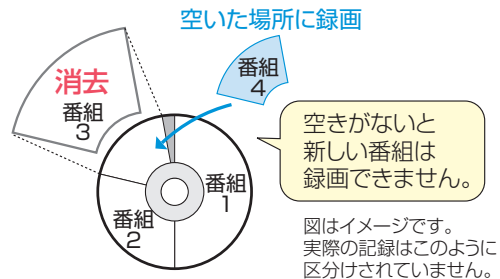 空いた場所に録画
消去
番組
3
番組
4
番組
1
番組
2
空きがないと
新しい番組は
録画できません。
図はイメージです。
実際の記録はこのように
区分けされていません。